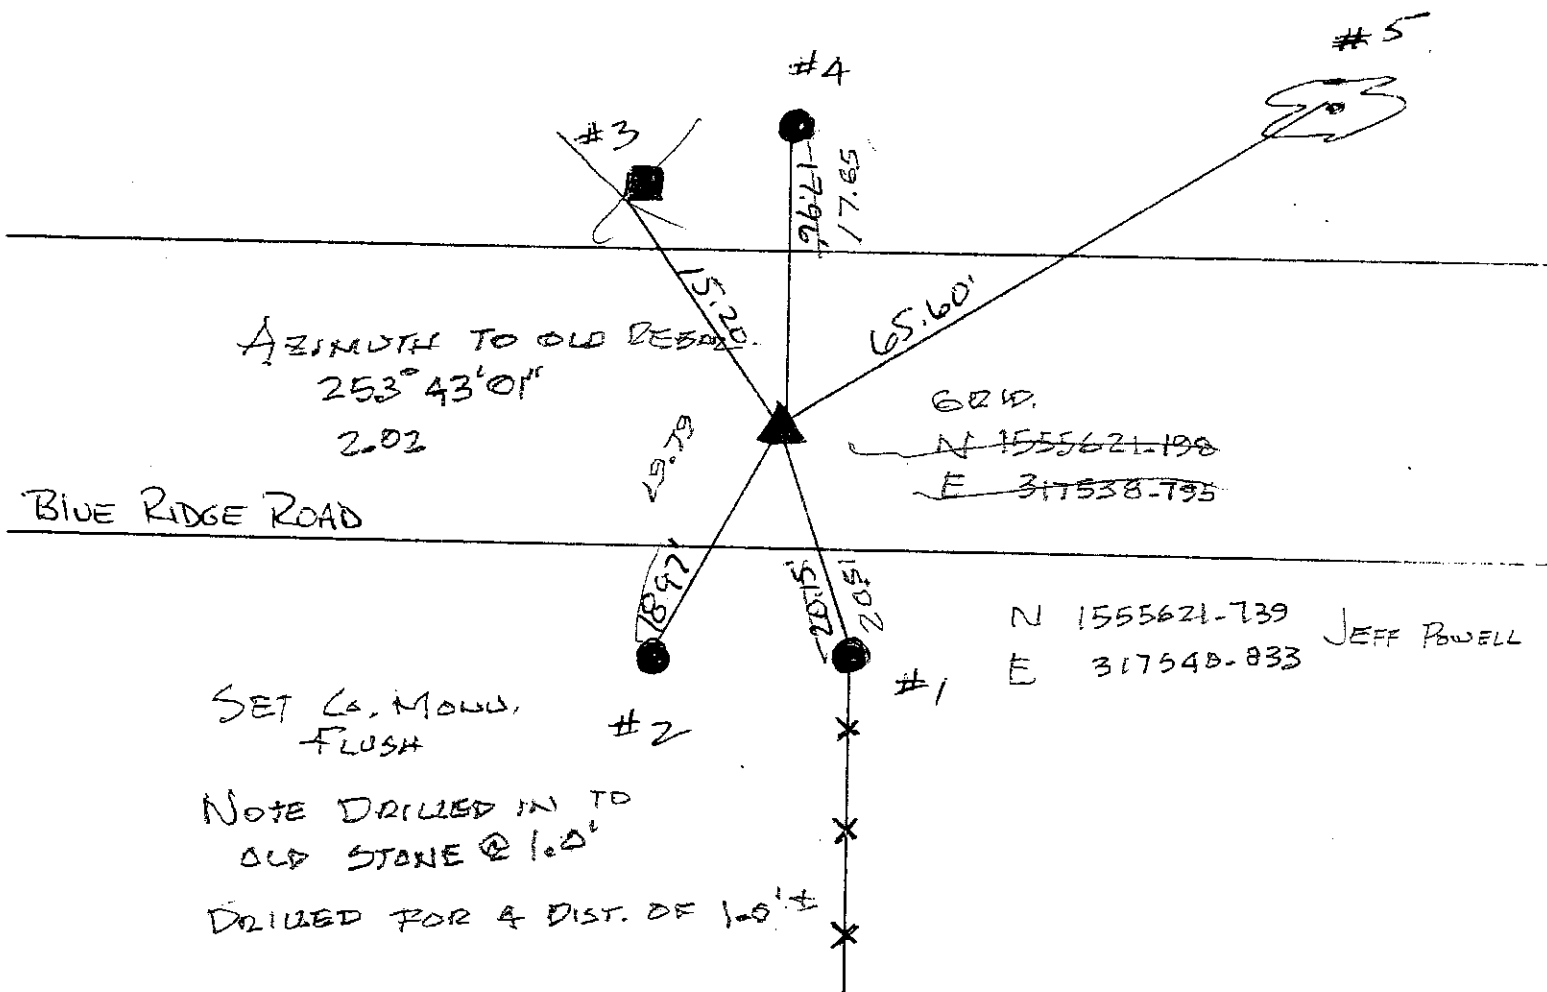 #5
#4
#3
17.96'
17.65
15.20
65.60'
AZIMUTH TO OLD REBAR.
253° 43' 01"
2.02
GRID.
N 1555621.198
E 317538.795
BLUE RIDGE ROAD
18.97'
20.15'
20.51
N 1555621.739
E 317540.833
JEFF POWELL
#1
#2
SET Co. MONU.
FLUSH
NOTE DRILLED IN TO
OLD STONE @ 1.0'
DRILLED FOR A DIST. OF 1.0' ±